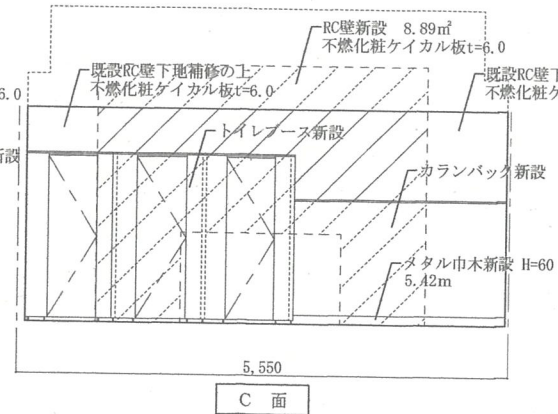 RC壁新設 8.89㎡
不燃化粧ケイカル板t=6.0
既設RC壁下地補修の上
不燃化粧ケイカル板t=6.0
既設RC壁下
不燃化粧ケ
6.0
トイレブース新設
新設
カランバック新設
メタル巾木新設 H=60
5.42m
5,550
C 面